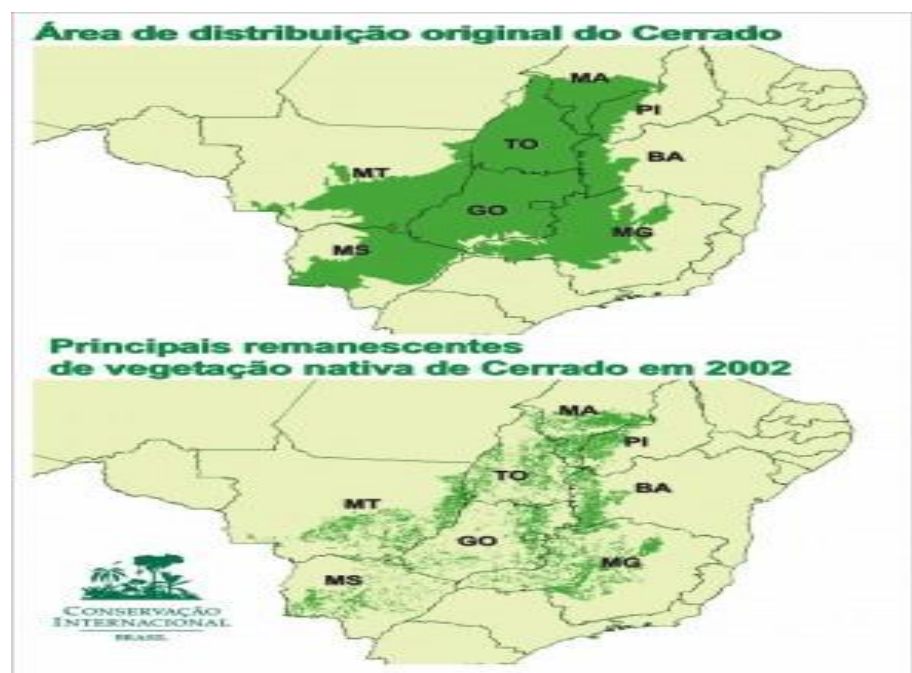 Área de distribuição original do Cerrado
MA
PI
TO
BA
MT
GO
MG
MS
Principais remanescentes
de vegetação nativa de Cerrado em 2002
MA
PI
TO
BA
MT
GO
MG
MS
CONSERVAÇÃO
INTERNACIONAL
BRASIL